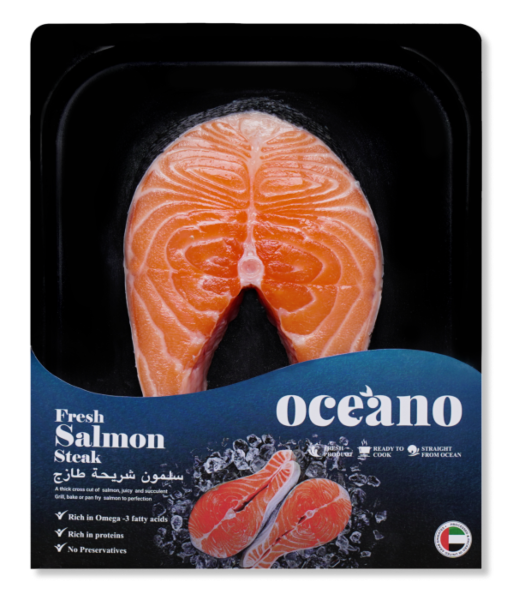 oceano
Fresh
Salmon
Steak
سلمون شريحة طازج
A thick cross-cut of salmon, juicy and succulent
Grill, bake or pan fry salmon to perfection
Rich in Omega -3 fatty acids
Rich in proteins
No Preservatives
FRESH
READY TO
COOK
STRAIGHT
FROM OCEAN